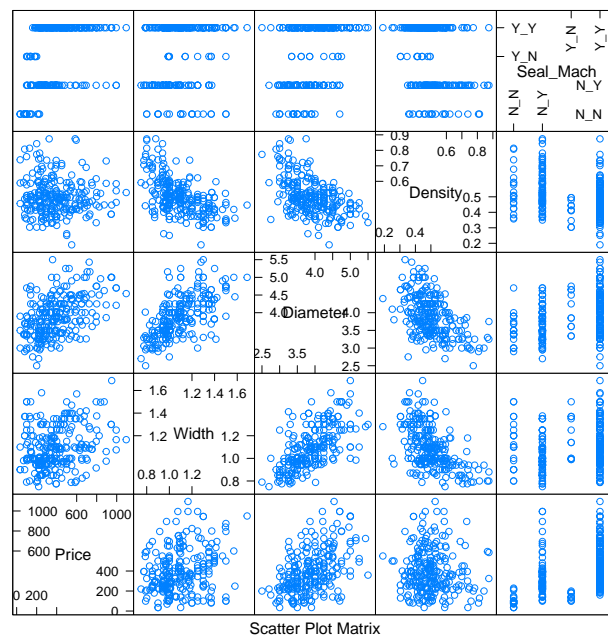 Y_Y
Y_N
Seal_Mach
N_Y
N_N
N_N
N_Y
Y_N
Y_Y
0.9
0.8
0.7
0.6
0.6 0.8
Density
0.5
0.4
0.3
0.2
0.2 0.4
5.5
5.0
4.5
4.0
4.0 5.0
Diameter
4.0
3.5
3.0
2.5
2.5 3.5
1.6
1.4
1.2
1.2 1.4 1.6
Width
1.2
1.0
0.8
0.8 1.0 1.2
1000
800
600
600 1000
Price
400
200
0
0 200
Scatter Plot Matrix